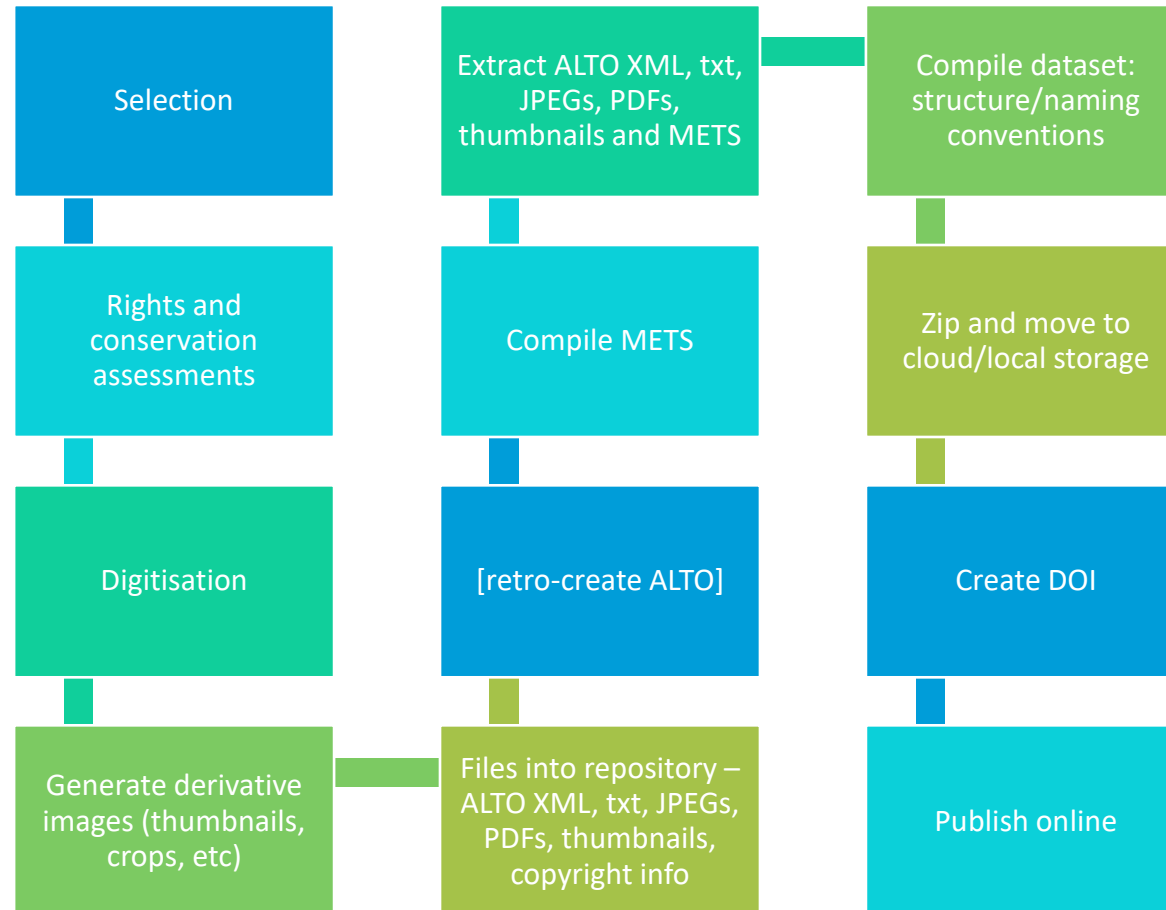 Selection
Rights and
conservation
assessments
Digitisation
Generate derivative
images (thumbnails,
crops, etc)
Files into repository –
ALTO XML, txt, JPEGs,
PDFs, thumbnails,
copyright info
[retro-create ALTO]
Compile METS
Extract ALTO XML, txt,
JPEGs, PDFs,
thumbnails and METS
Compile dataset:
structure/naming
conventions
Zip and move to
cloud/local storage
Create DOI
Publish online